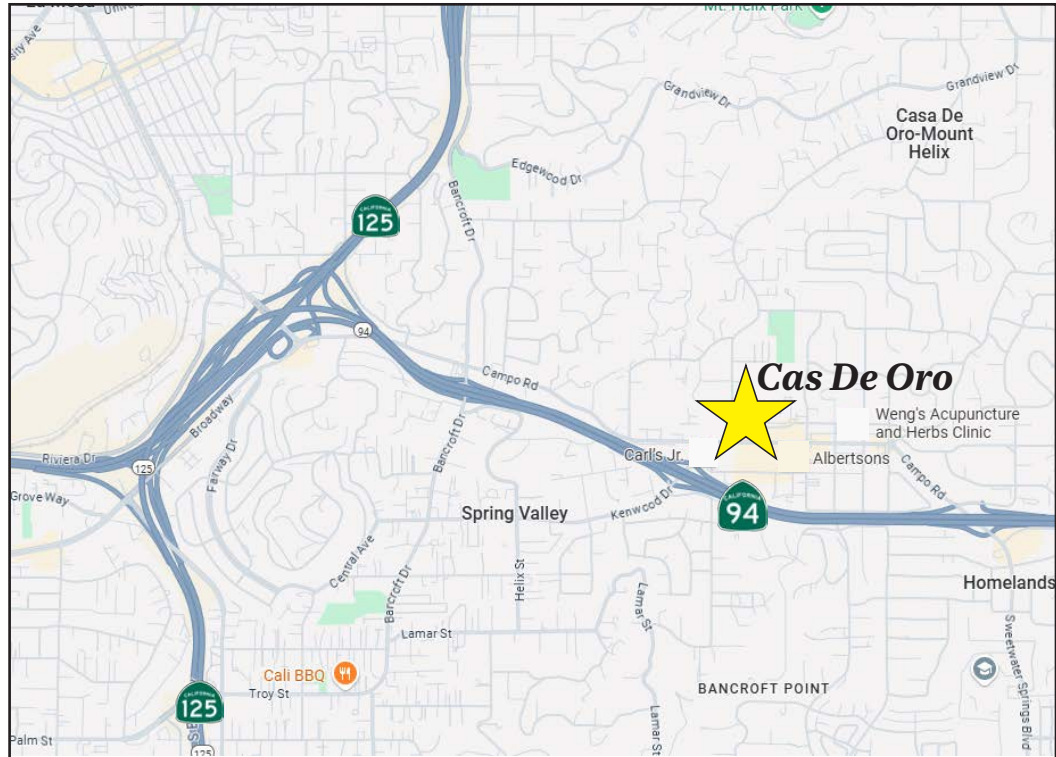 Mt. Helix Park
Grandview Dr
Grandview Dr
Casa De
Oro-Mount
Helix
Edgewood Dr
Bancroft Dr
CALIFORNIA
125
94
Campo Rd
Cas De Oro
Weng's Acupuncture
and Herbs Clinic
Broadway
Bancroft Dr
Carl's Jr.
Albertsons
Riviera Dr
125
Fairway Dr
Campo Rd
Grove Way
Kenwood Dr
CALIFORNIA
94
Spring Valley
Central Ave
Helix St
Homelands
Bancroft Dr
Lamar St
Lamar St
Cali BBQ
Troy St
BANCROFT POINT
Sweetwater Springs Blvd
CALIFORNIA
125
Lamar St
Palm St
125